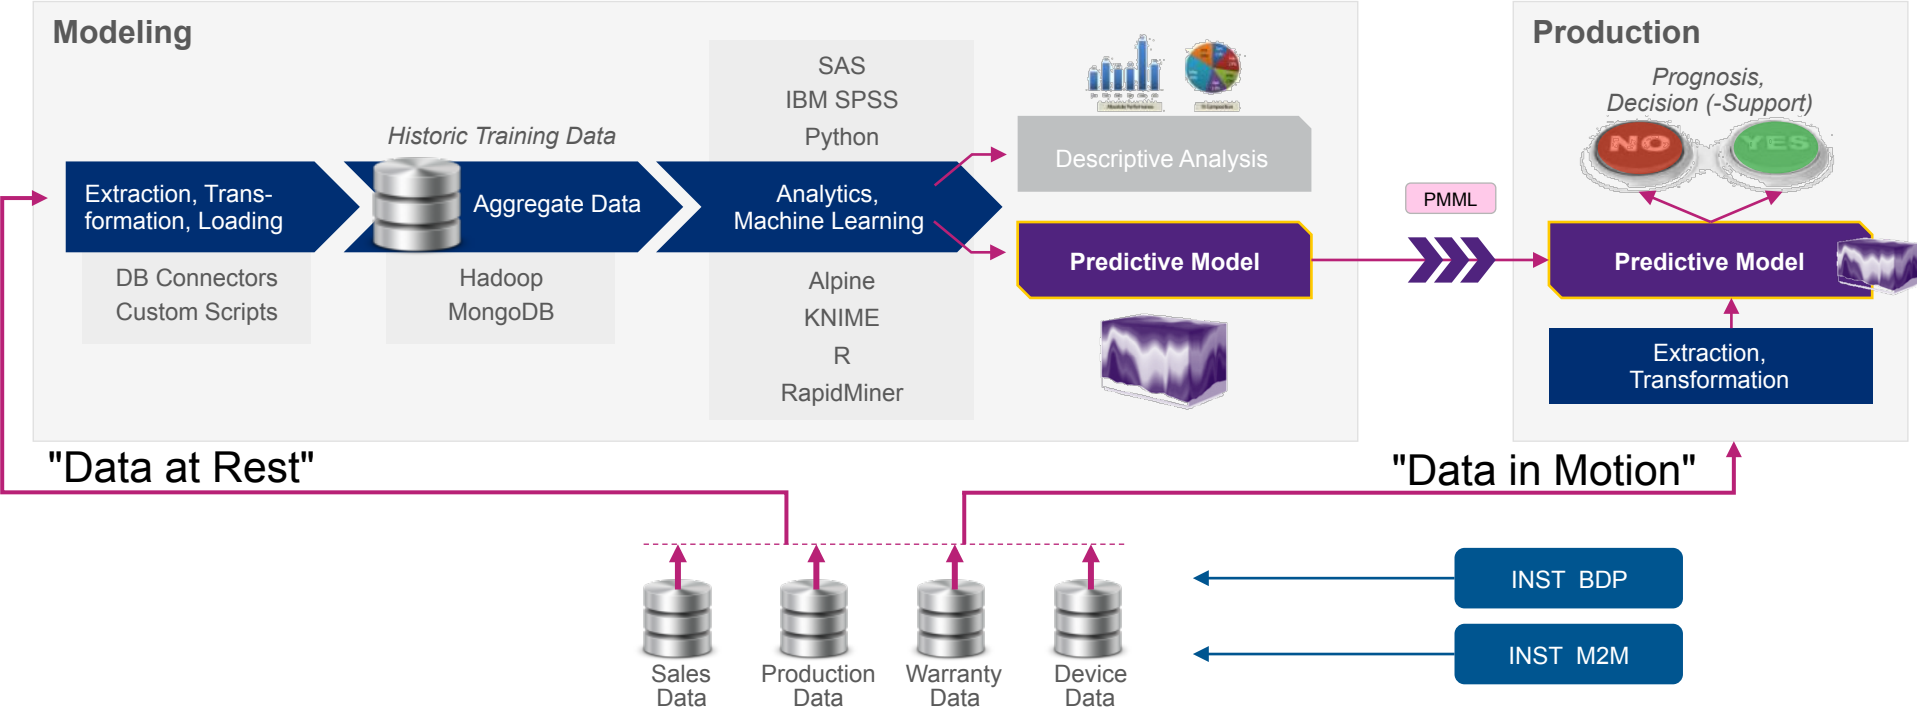 Modeling
Production
SAS
IBM SPSS
Python
Prognosis,
Decision (-Support)
NO
YES
Historic Training Data
Extraction, Trans-
formation, Loading
Aggregate Data
Analytics,
Machine Learning
Descriptive Analysis
PMML
Predictive Model
Predictive Model
DB Connectors
Custom Scripts
Hadoop
MongoDB
Alpine
KNIME
R
RapidMiner
Extraction,
Transformation
"Data at Rest"
"Data in Motion"
INST BDP
INST M2M
Sales
Data
Production
Data
Warranty
Data
Device
Data